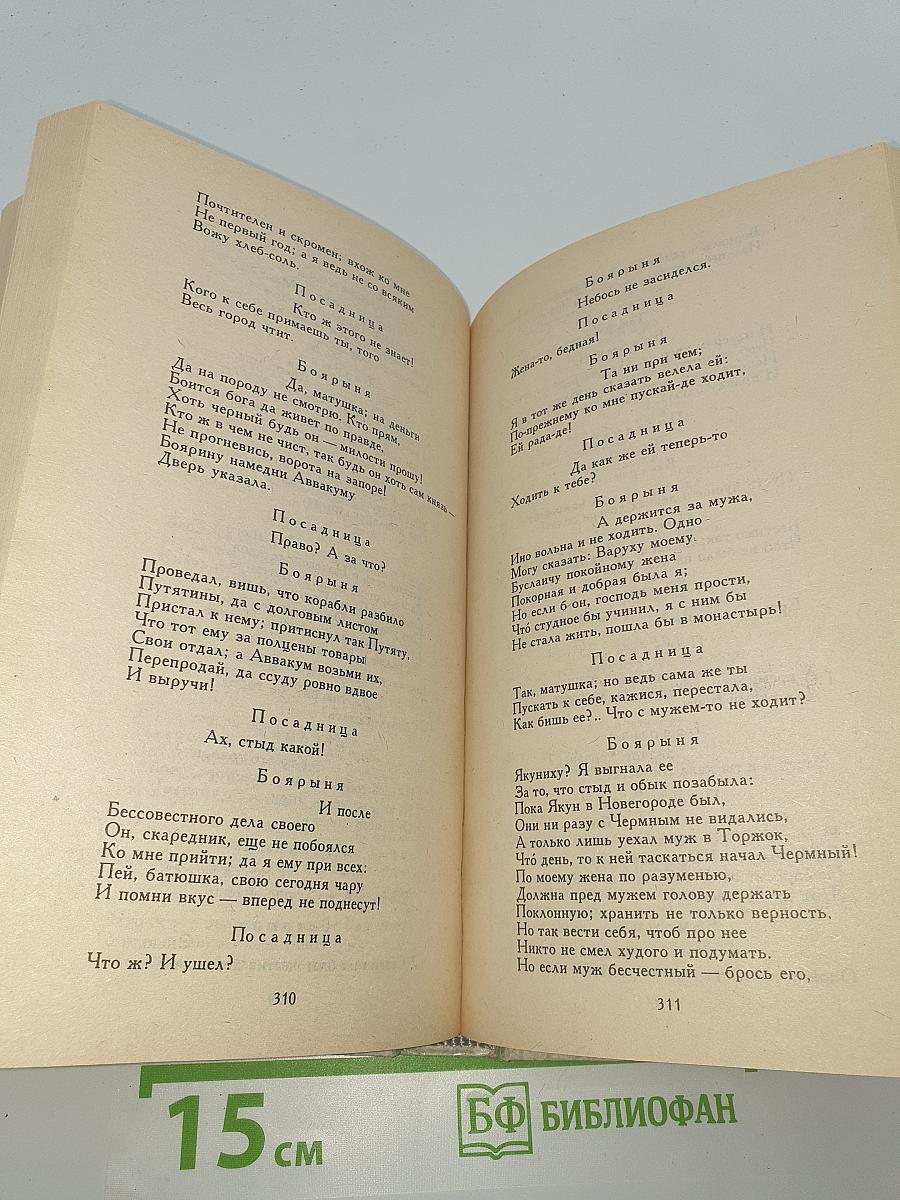 Почтителен и скромен; вхож ко мне
Не первый год; а я ведь не со всяким
Вожу хлеб-соль.
Посадница
Кто ж этого не знает!
Кого к себе примаешь ты, того
Весь город чтит.
Боярыня
Да, матушка; на деньги
Да на породу не смотрю. Кто прям,
Боится бога да живет по правде,
Хоть черный будь он — милости прошу!
Кто ж в чем не чист, так будь он хоть сам князь —
Не прогневись, ворота на запоре!
Боярину намедни Аввакуму
Дверь указала.
Посадница
Право? А за что?
Боярыня
Проведал, вишь, что корабли разбило
Путятины, да с долговым листом
Пристал к нему; притиснул так Путяту,
Что тот ему за полцены товары
Свои отдал; а Аввакум возьми их,
Перепродай, да ссуду ровно вдвое
И выручи!
Посадница
Ах, стыд какой!
Боярыня
И после
Бессовестного дела своего
Он, скаредник, еще не побоялся
Ко мне прийти; да я ему при всех:
Пей, батюшка, свою сегодня чару
И помни вкус — вперед не поднесут!
Посадница
Что ж? И ушел?
310
Боярыня
Небось не засиделся.
Посадница
Жена-то, бедная!
Боярыня
Та ни при чем;
Я в тот же день сказать велела ей:
По-прежнему ко мне пускай-де ходит,
Ей рада-де!
Посадница
Да как же ей теперь-то
Ходить к тебе?
Боярыня
А держится за мужа,
Ино вольна и не ходить. Одно
Могу сказать: Варуху моему
Буслаичу покойному жена
Покорная и добрая была я;
Но если б он, господь меня прости,
Чтó студное бы учинил, я с ним бы
Не стала жить, пошла бы в монастырь!
Посадница
Так, матушка; но ведь сама же ты
Пускать к себе, кажися, перестала,
Как бишь ее?.. Что с мужем-то не ходит?
Боярыня
Якуниху? Я выгнала ее
За то, что стыд и обык позабыла:
Пока Якун в Новегороде был,
Они ни разу с Чермным не видались,
А только лишь уехал муж в Торжок,
Чтó день, то к ней таскаться начал Чермный!
По моему жена по разуменью,
Должна пред мужем голову держать
Поклонную; хранить не только верность,
Но так вести себя, чтоб про нее
Никто не смел худого и подумать.
Но если муж бесчестный — брось его,
311
15 см
БФ БИБЛИОФАН